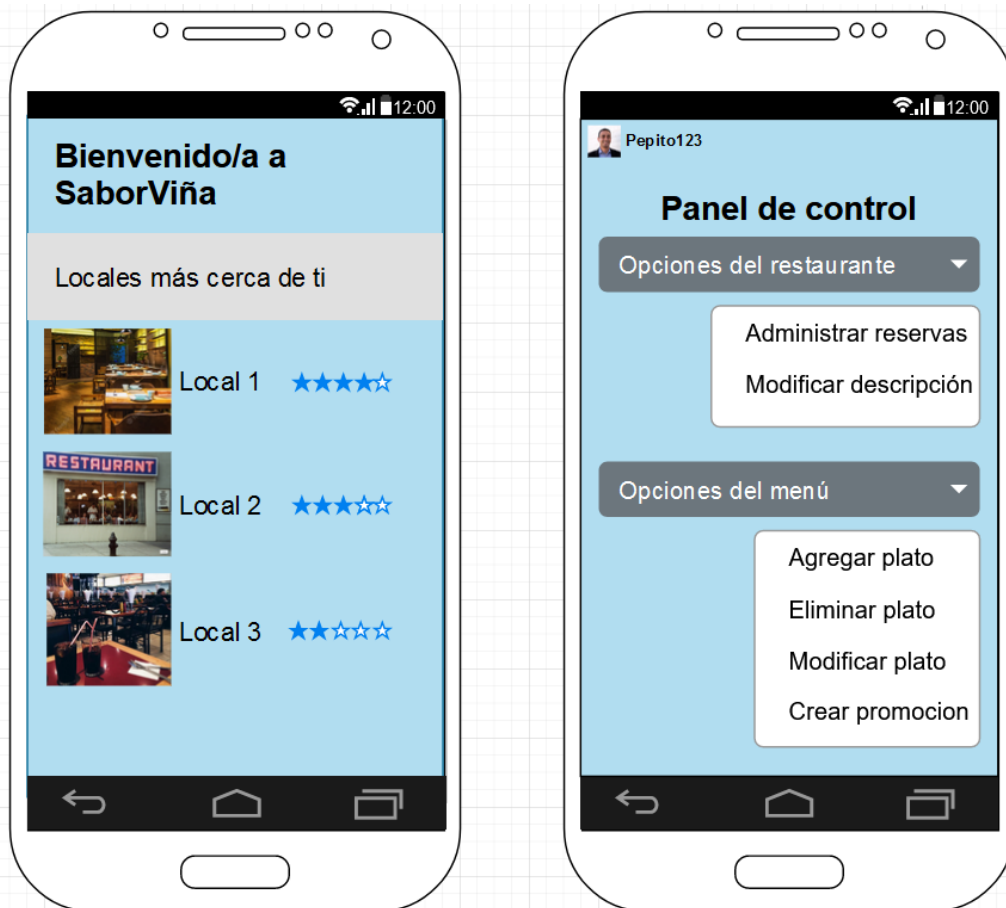 12:00
Bienvenido/a a
SaborViña
Locales más cerca de ti
Local 1
RESTAURANT
Local 2
Local 3
12:00
Pepito123
Panel de control
Opciones del restaurante
Administrar reservas
Modificar descripción
Opciones del menú
Agregar plato
Eliminar plato
Modificar plato
Crear promocion